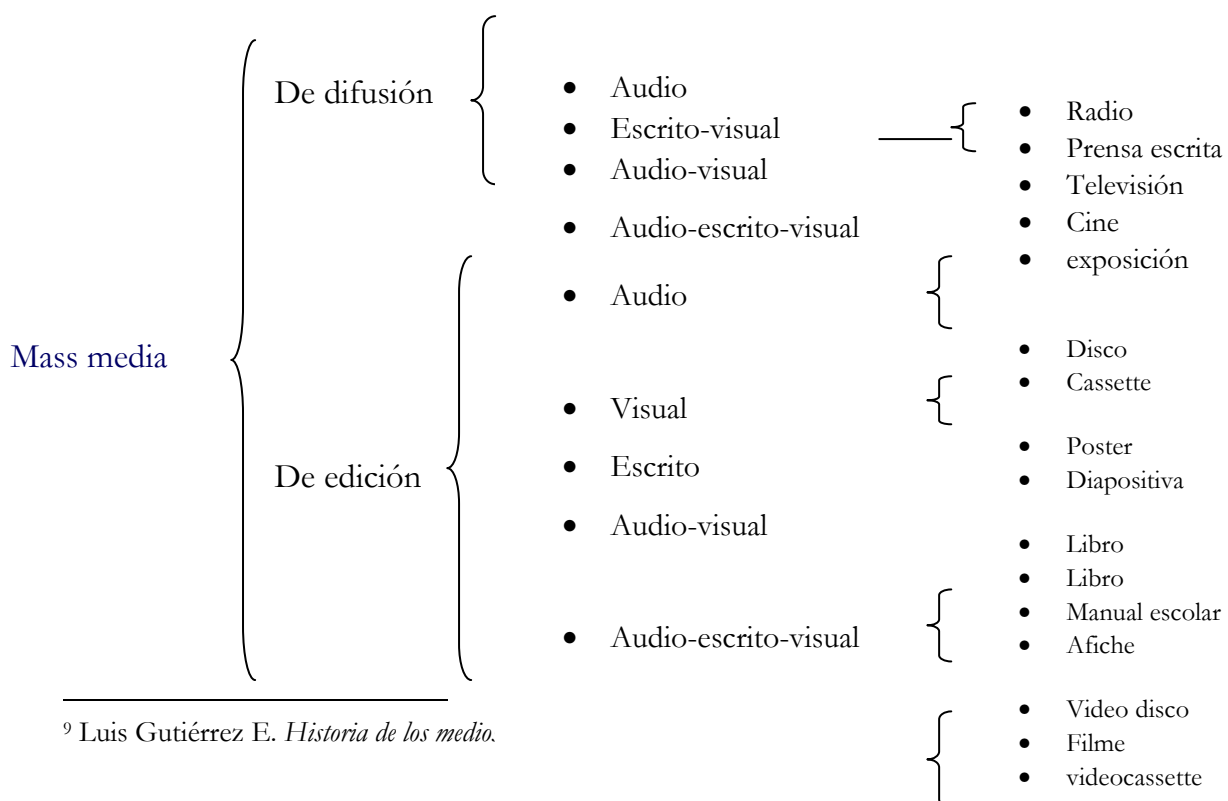 De difusión
• Audio
• Escrito-visual
• Audio-visual
• Audio-escrito-visual
• Radio
• Prensa escrita
• Televisión
• Cine
• exposición
Mass media
De edición
• Audio
• Visual
• Escrito
• Audio-visual
• Audio-escrito-visual
• Disco
• Cassette
• Poster
• Diapositiva
• Libro
• Libro
• Manual escolar
• Afiche
• Video disco
• Filme
• videocassette
⁹ Luis Gutiérrez E. Historia de los medio.